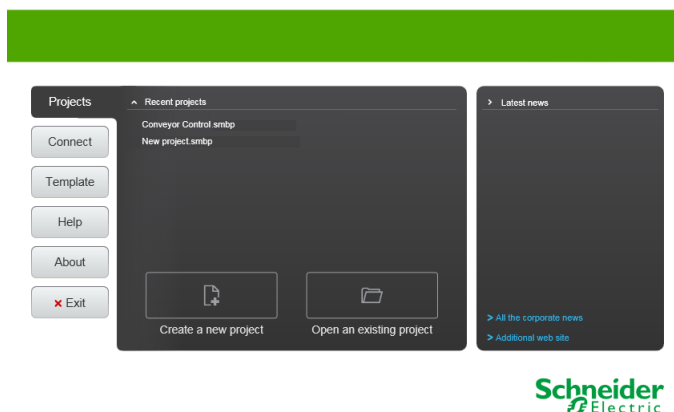 Projects
Connect
Template
Help
About
Exit
Recent projects
Conveyor Control.smbp
New project.smbp
Create a new project
Open an existing project
Latest news
> All the corporate news
> Additional web site
Schneider
Electric